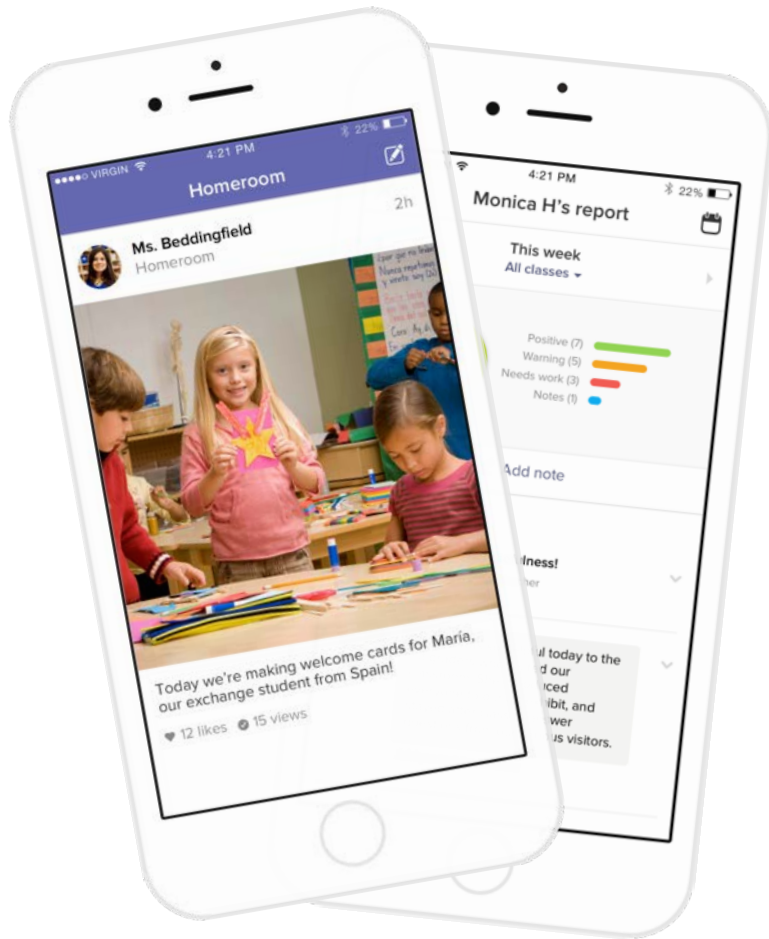 VIRGIN
4:21 PM
22%
Homeroom
Ms. Beddingfield
Homeroom
2h
Today we're making welcome cards for Maria,
our exchange student from Spain!
12 likes
15 views
4:21 PM
22%
Monica H's report
This week
All classes
Positive (7)
Warning (5)
Needs work (3)
Notes (1)
Add note
lness!
her
ul today to the
d our
uced
ibit, and
wer
us visitors.